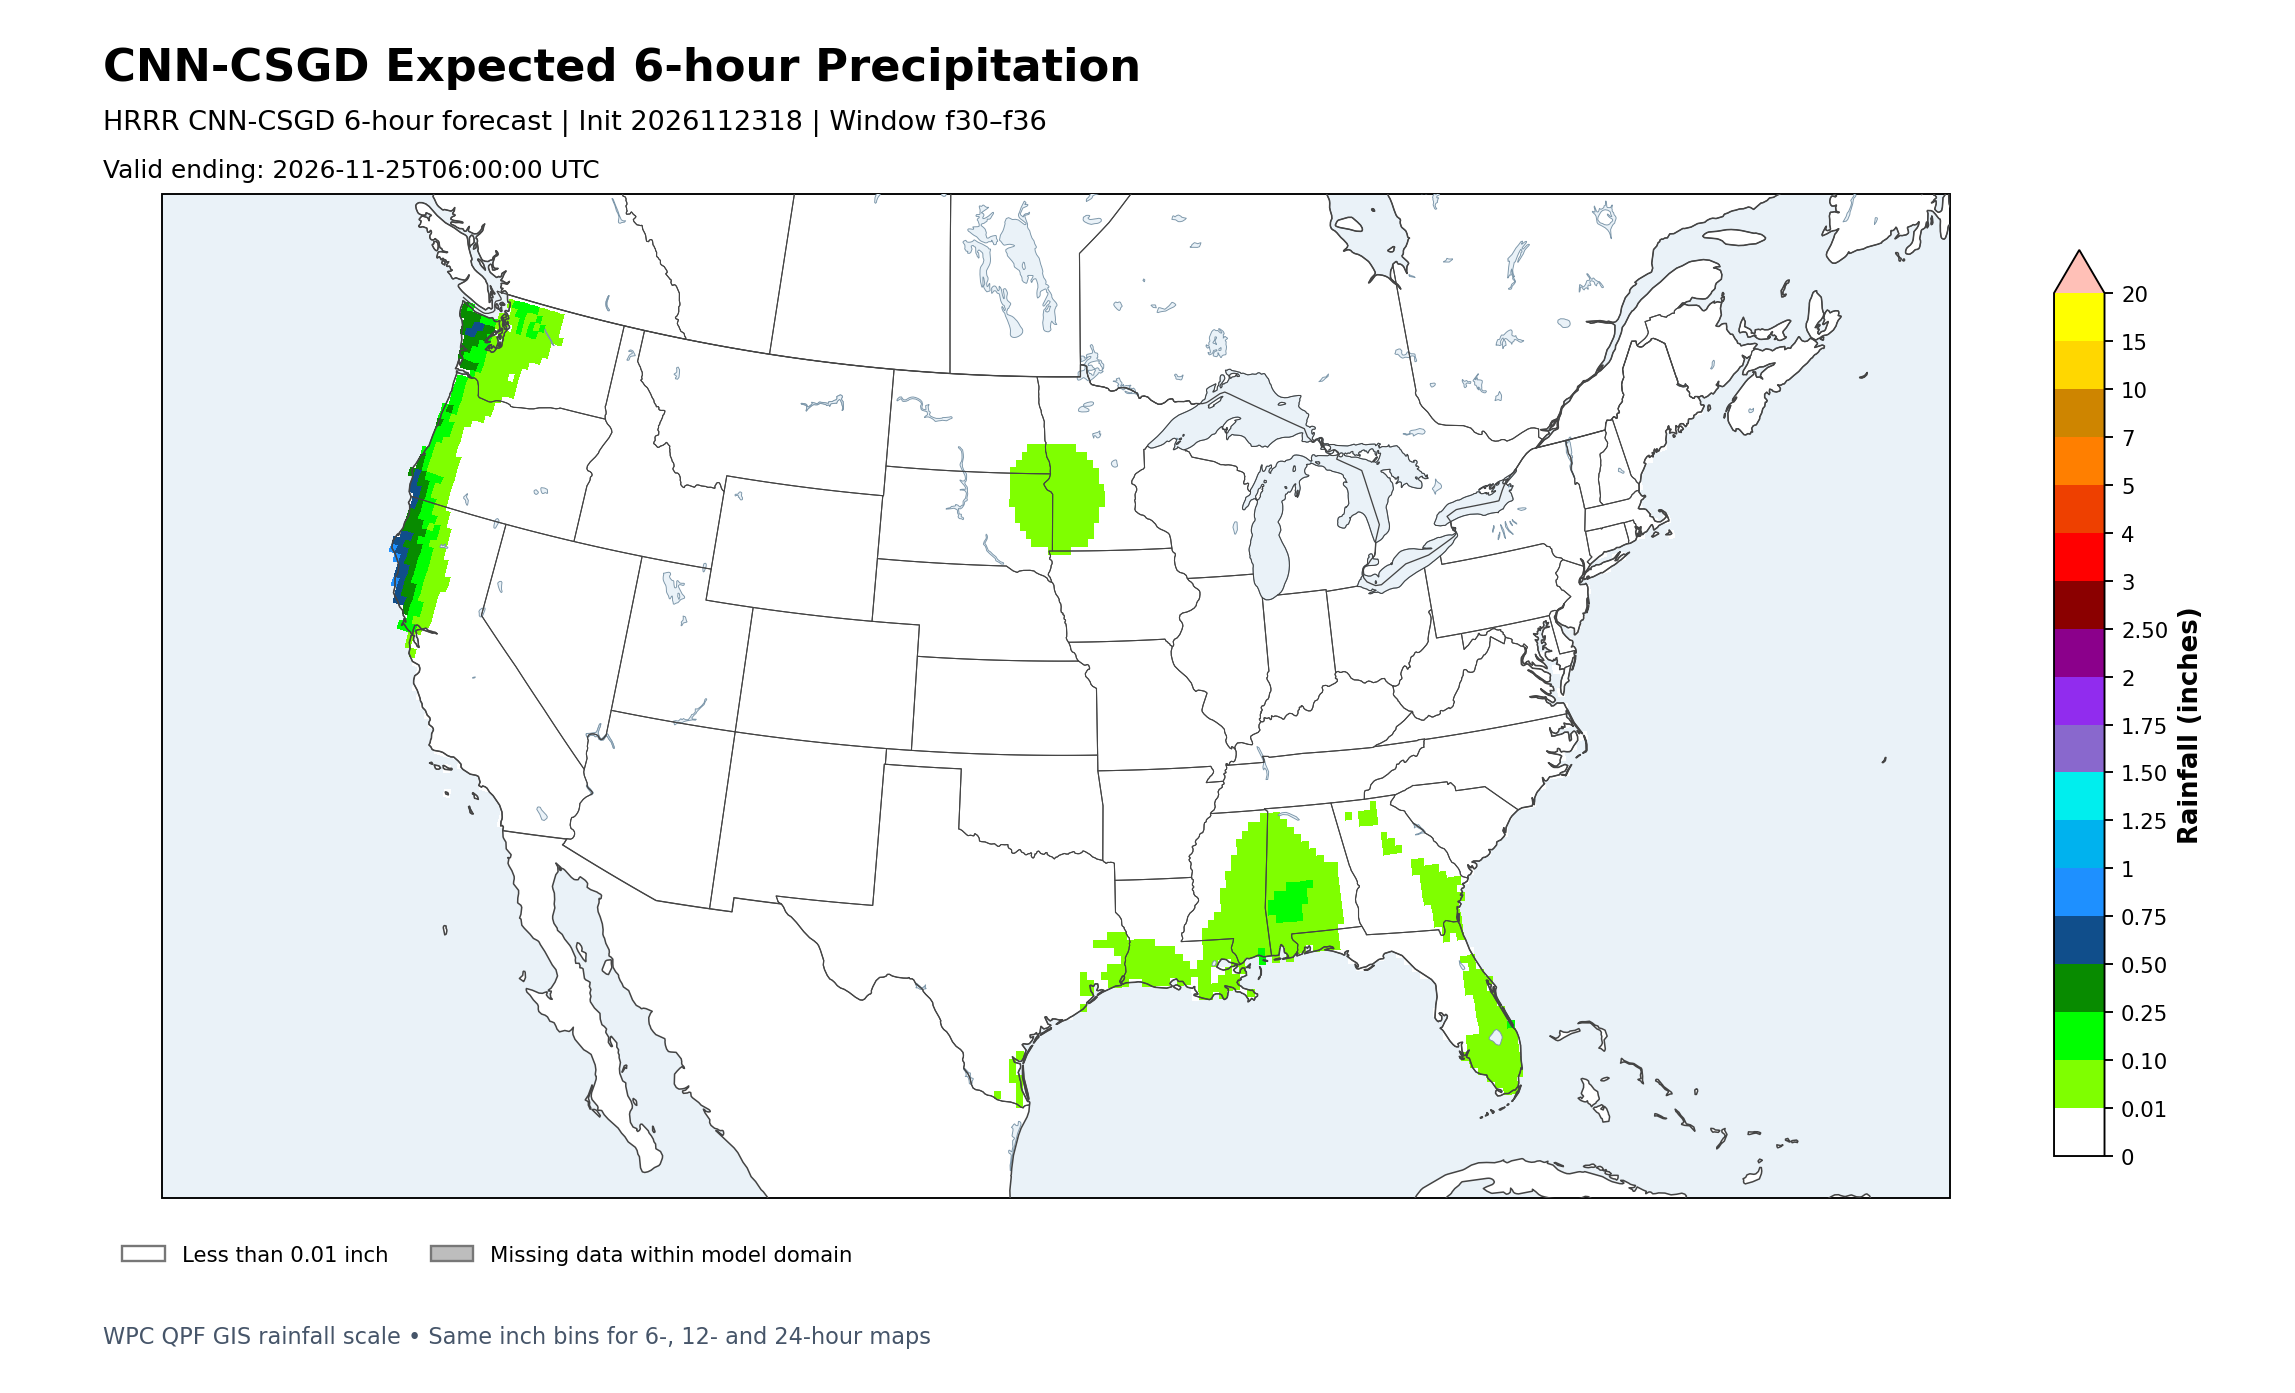 CNN-CSGD Expected 6-hour Precipitation
HRRR CNN-CSGD 6-hour forecast | Init 2026112318 | Window f30–f36
Valid ending: 2026-11-25T06:00:00 UTC
20
15
10
7
5
4
3
2.50
2
1.75
1.50
1.25
1
0.75
0.50
0.25
0.10
0.01
0
Rainfall (inches)
Less than 0.01 inch
Missing data within model domain
WPC QPF GIS rainfall scale • Same inch bins for 6-, 12- and 24-hour maps